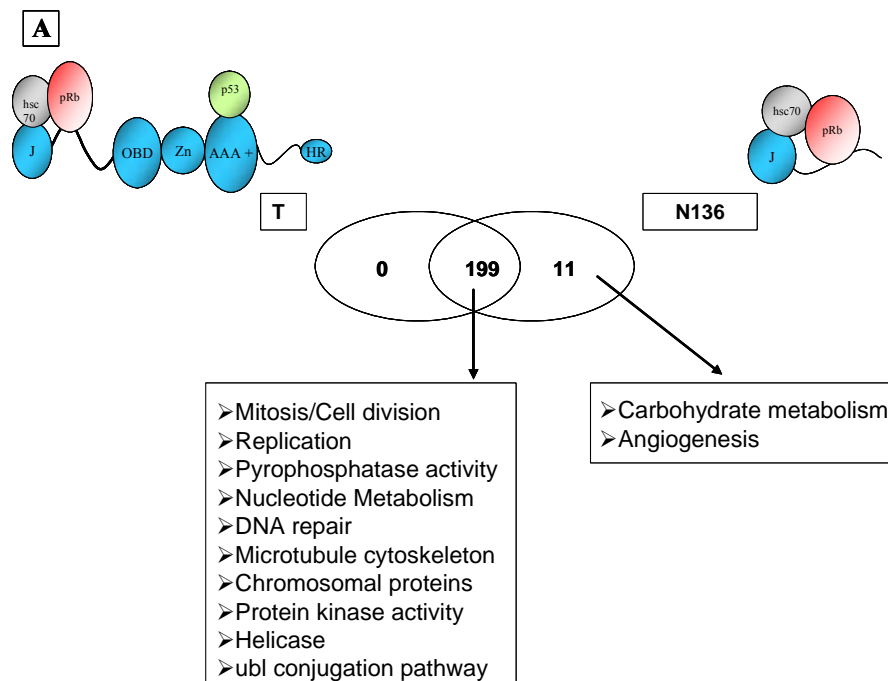 A
hsc
70
pRb
J
OBD
Zn
p53
AAA +
HR
hsc70
pRb
J
T
N136
0
199
11
➢Mitosis/Cell division
➢Replication
➢Pyrophosphatase activity
➢Nucleotide Metabolism
➢DNA repair
➢Microtubule cytoskeleton
➢Chromosomal proteins
➢Protein kinase activity
➢Helicase
➢ubl conjugation pathway
➢Carbohydrate metabolism
➢Angiogenesis